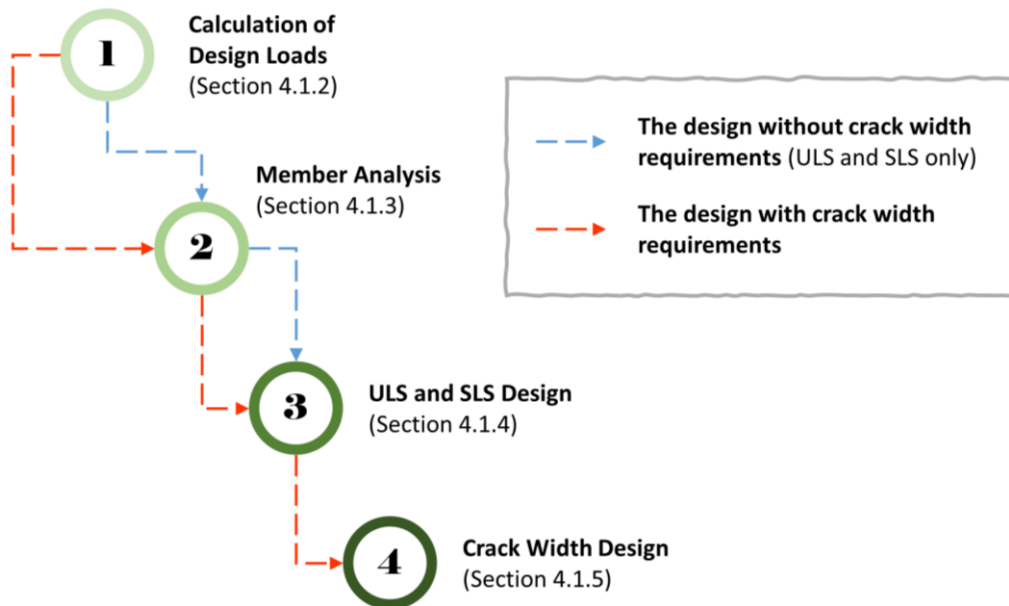 1
Calculation of
Design Loads
(Section 4.1.2)
The design without crack width
requirements (ULS and SLS only)
The design with crack width
requirements
2
Member Analysis
(Section 4.1.3)
3
ULS and SLS Design
(Section 4.1.4)
4
Crack Width Design
(Section 4.1.5)